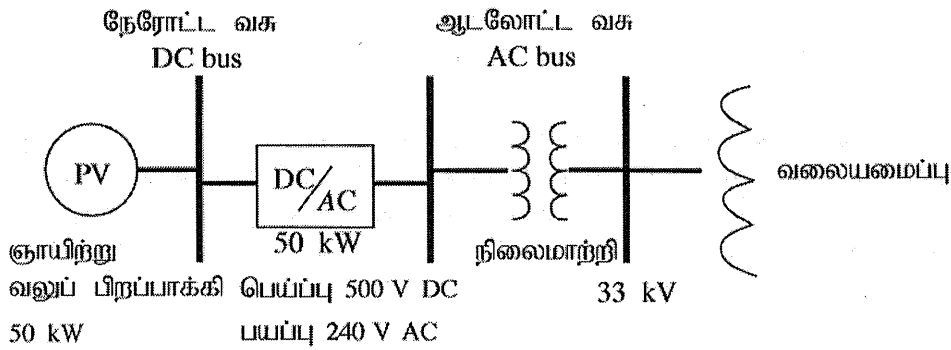 நேரோட்ட வசு
DC bus
ஆடலோட்ட வசு
AC bus
PV
DC/AC
50 kW
ஞாயிற்று
வலுப் பிறப்பாக்கி
50 kW
பெய்ப்பு 500 V DC
பயப்பு 240 V AC
நிலைமாற்றி
33 kV
வலையமைப்பு